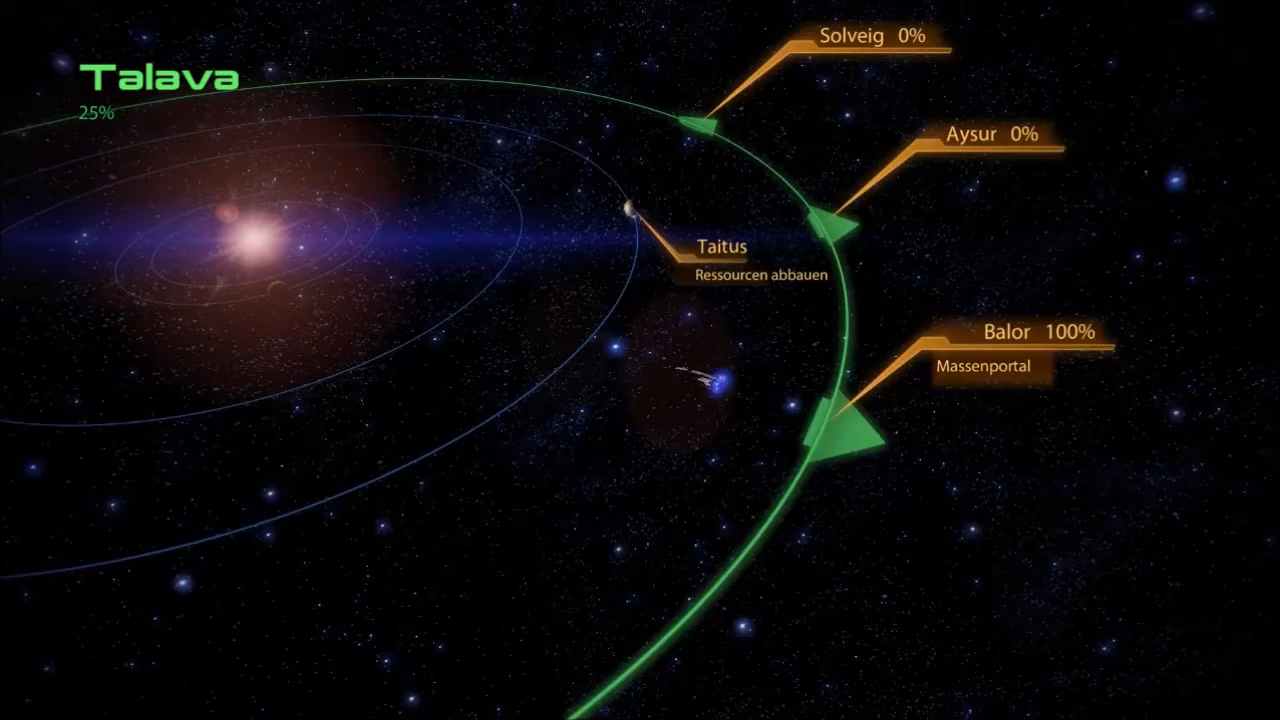 Talava
25%
Solveig 0%
Aysur 0%
Taitus
Ressourcen abbauen
Balor 100%
Massenportal